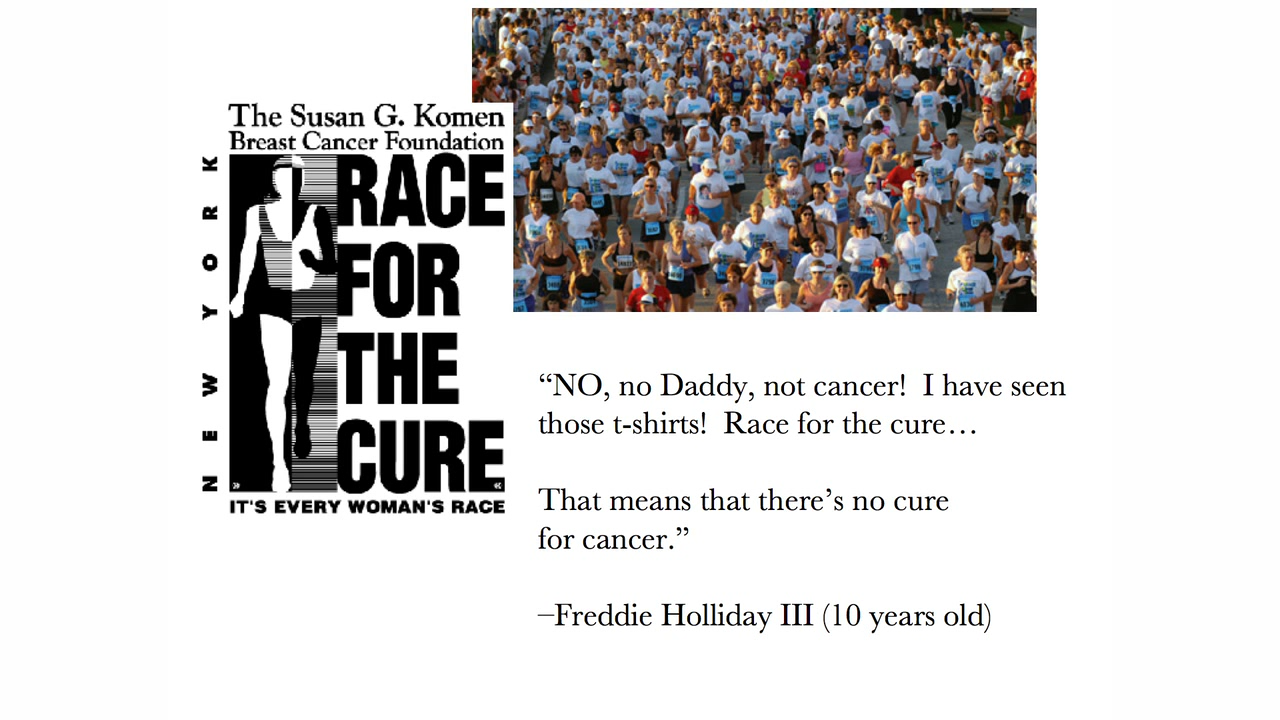 The Susan G. Komen
Breast Cancer Foundation
NEW YORK
RACE
FOR
THE
CURE
»
«
IT'S EVERY WOMAN'S RACE
“NO, no Daddy, not cancer!  I have seen
those t-shirts!  Race for the cure…
That means that there’s no cure
for cancer.”
–Freddie Holliday III (10 years old)